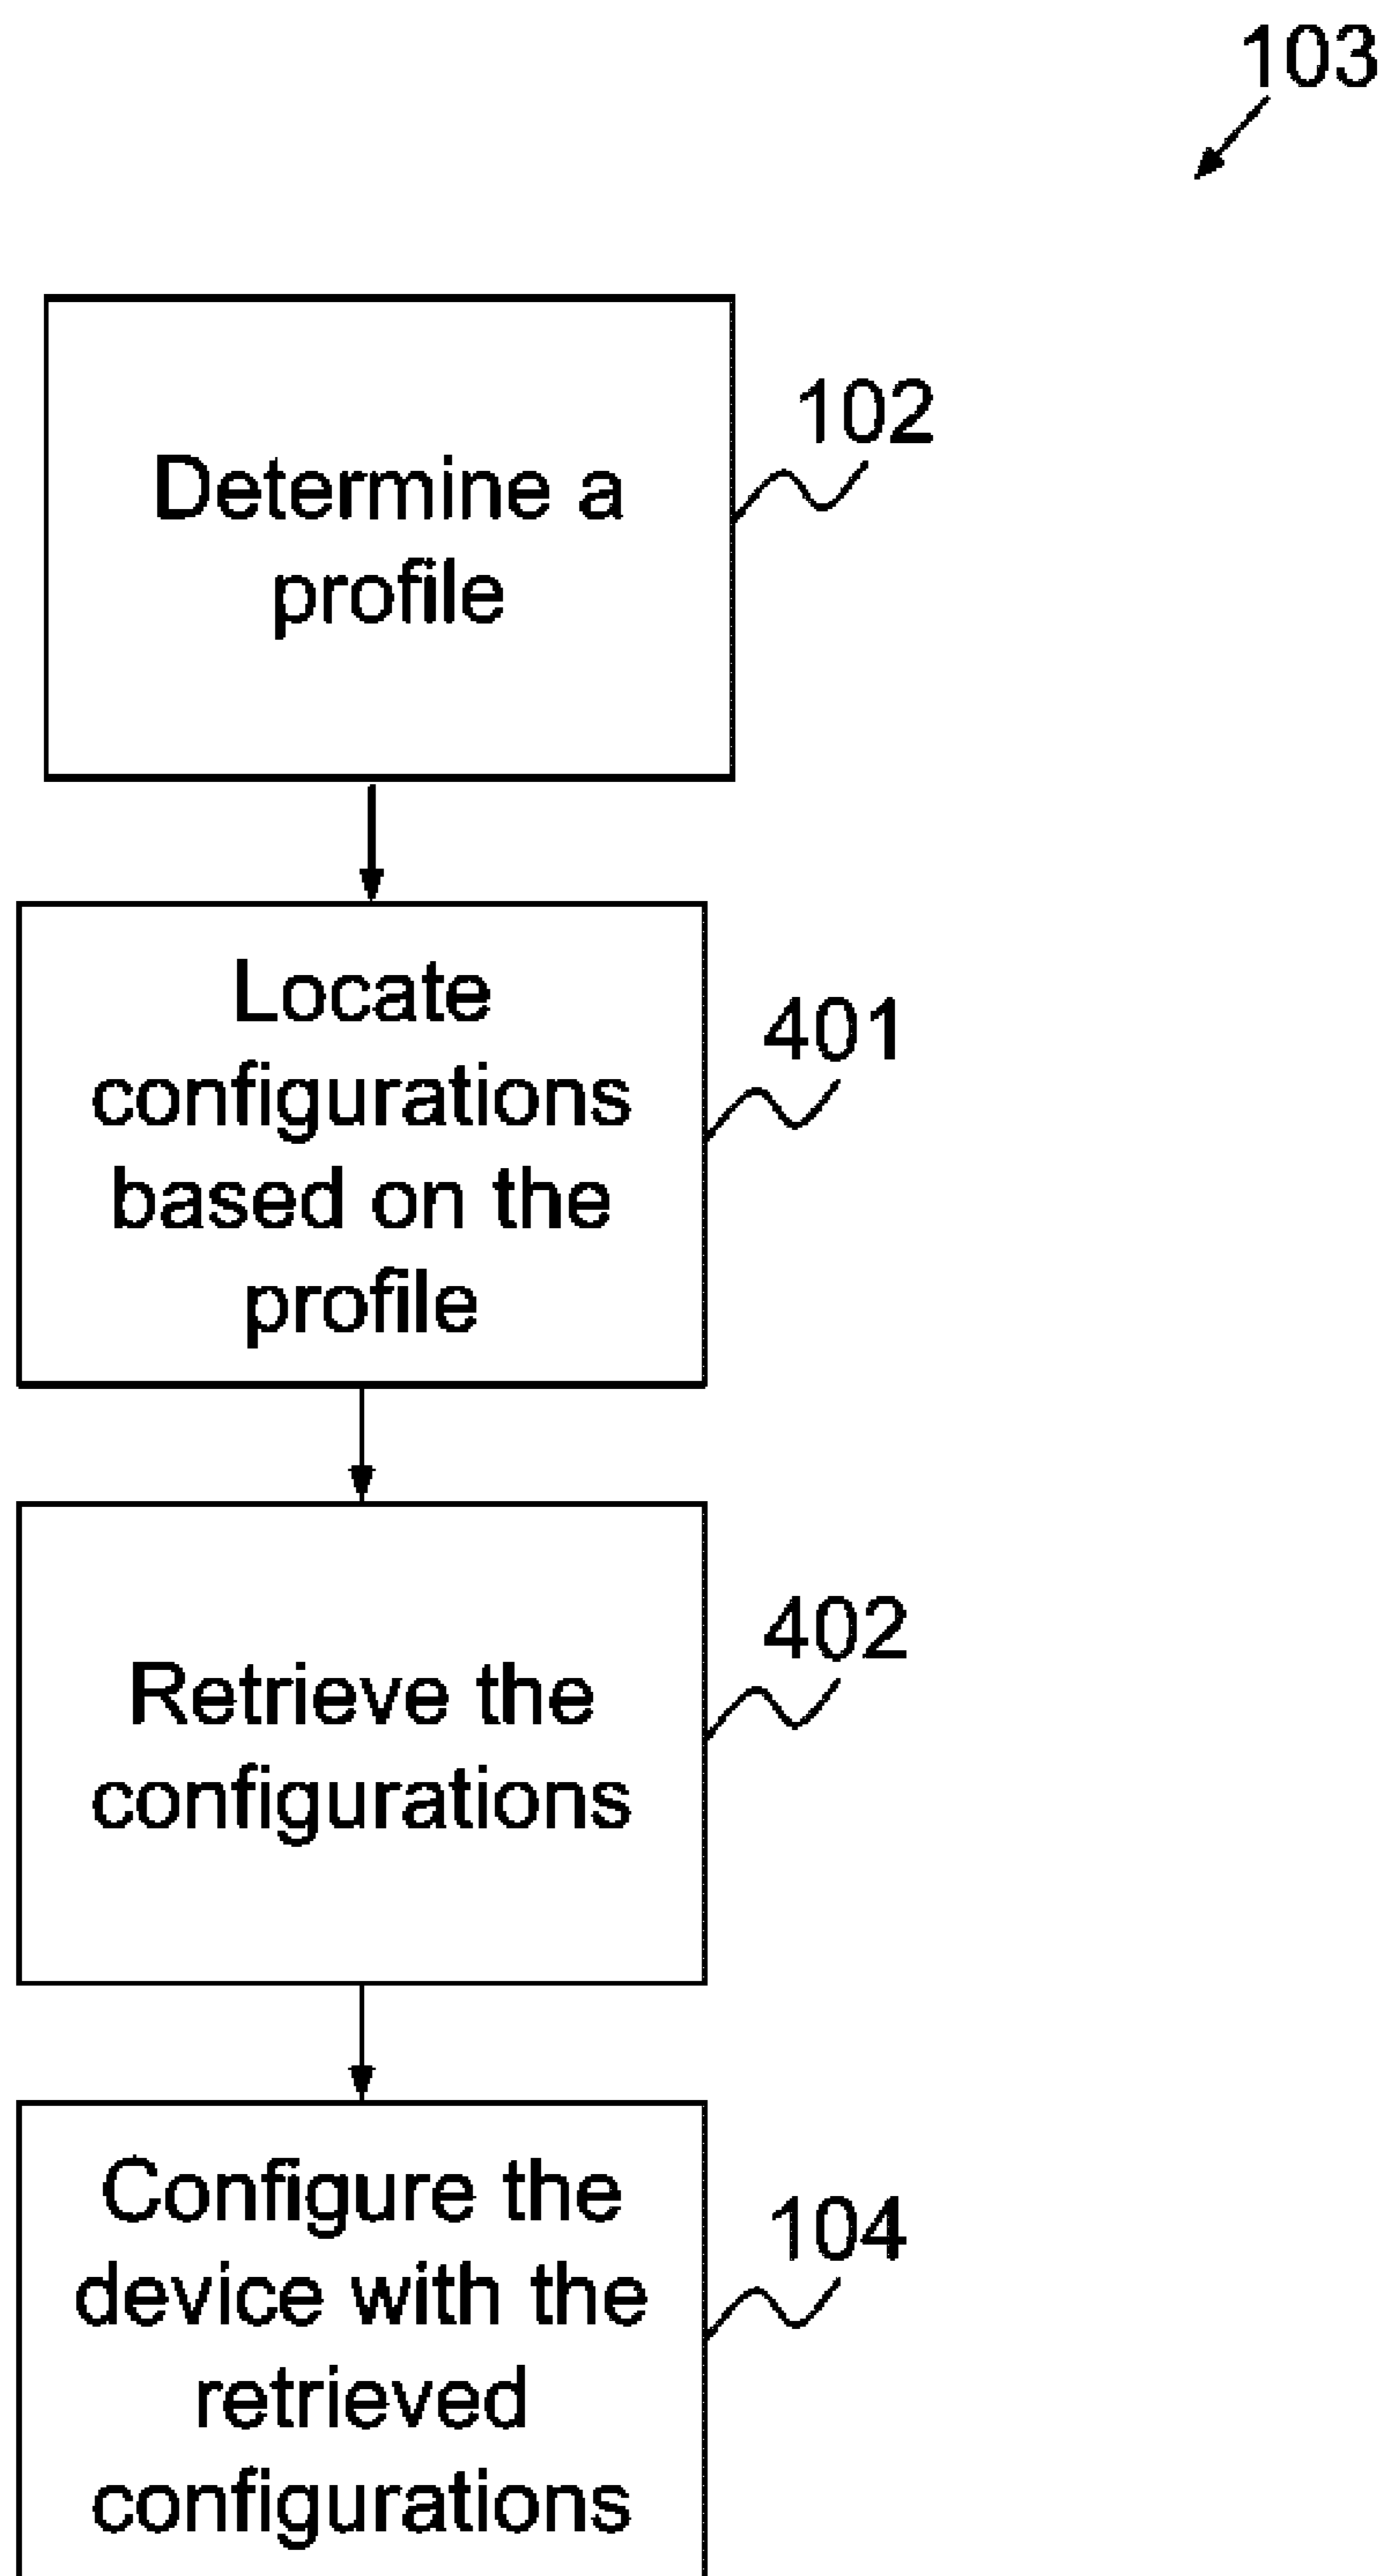 103
Determine a
profile
102
Locate
configurations
based on the
profile
401
Retrieve the
configurations
402
Configure the
device with the
retrieved
configurations
104